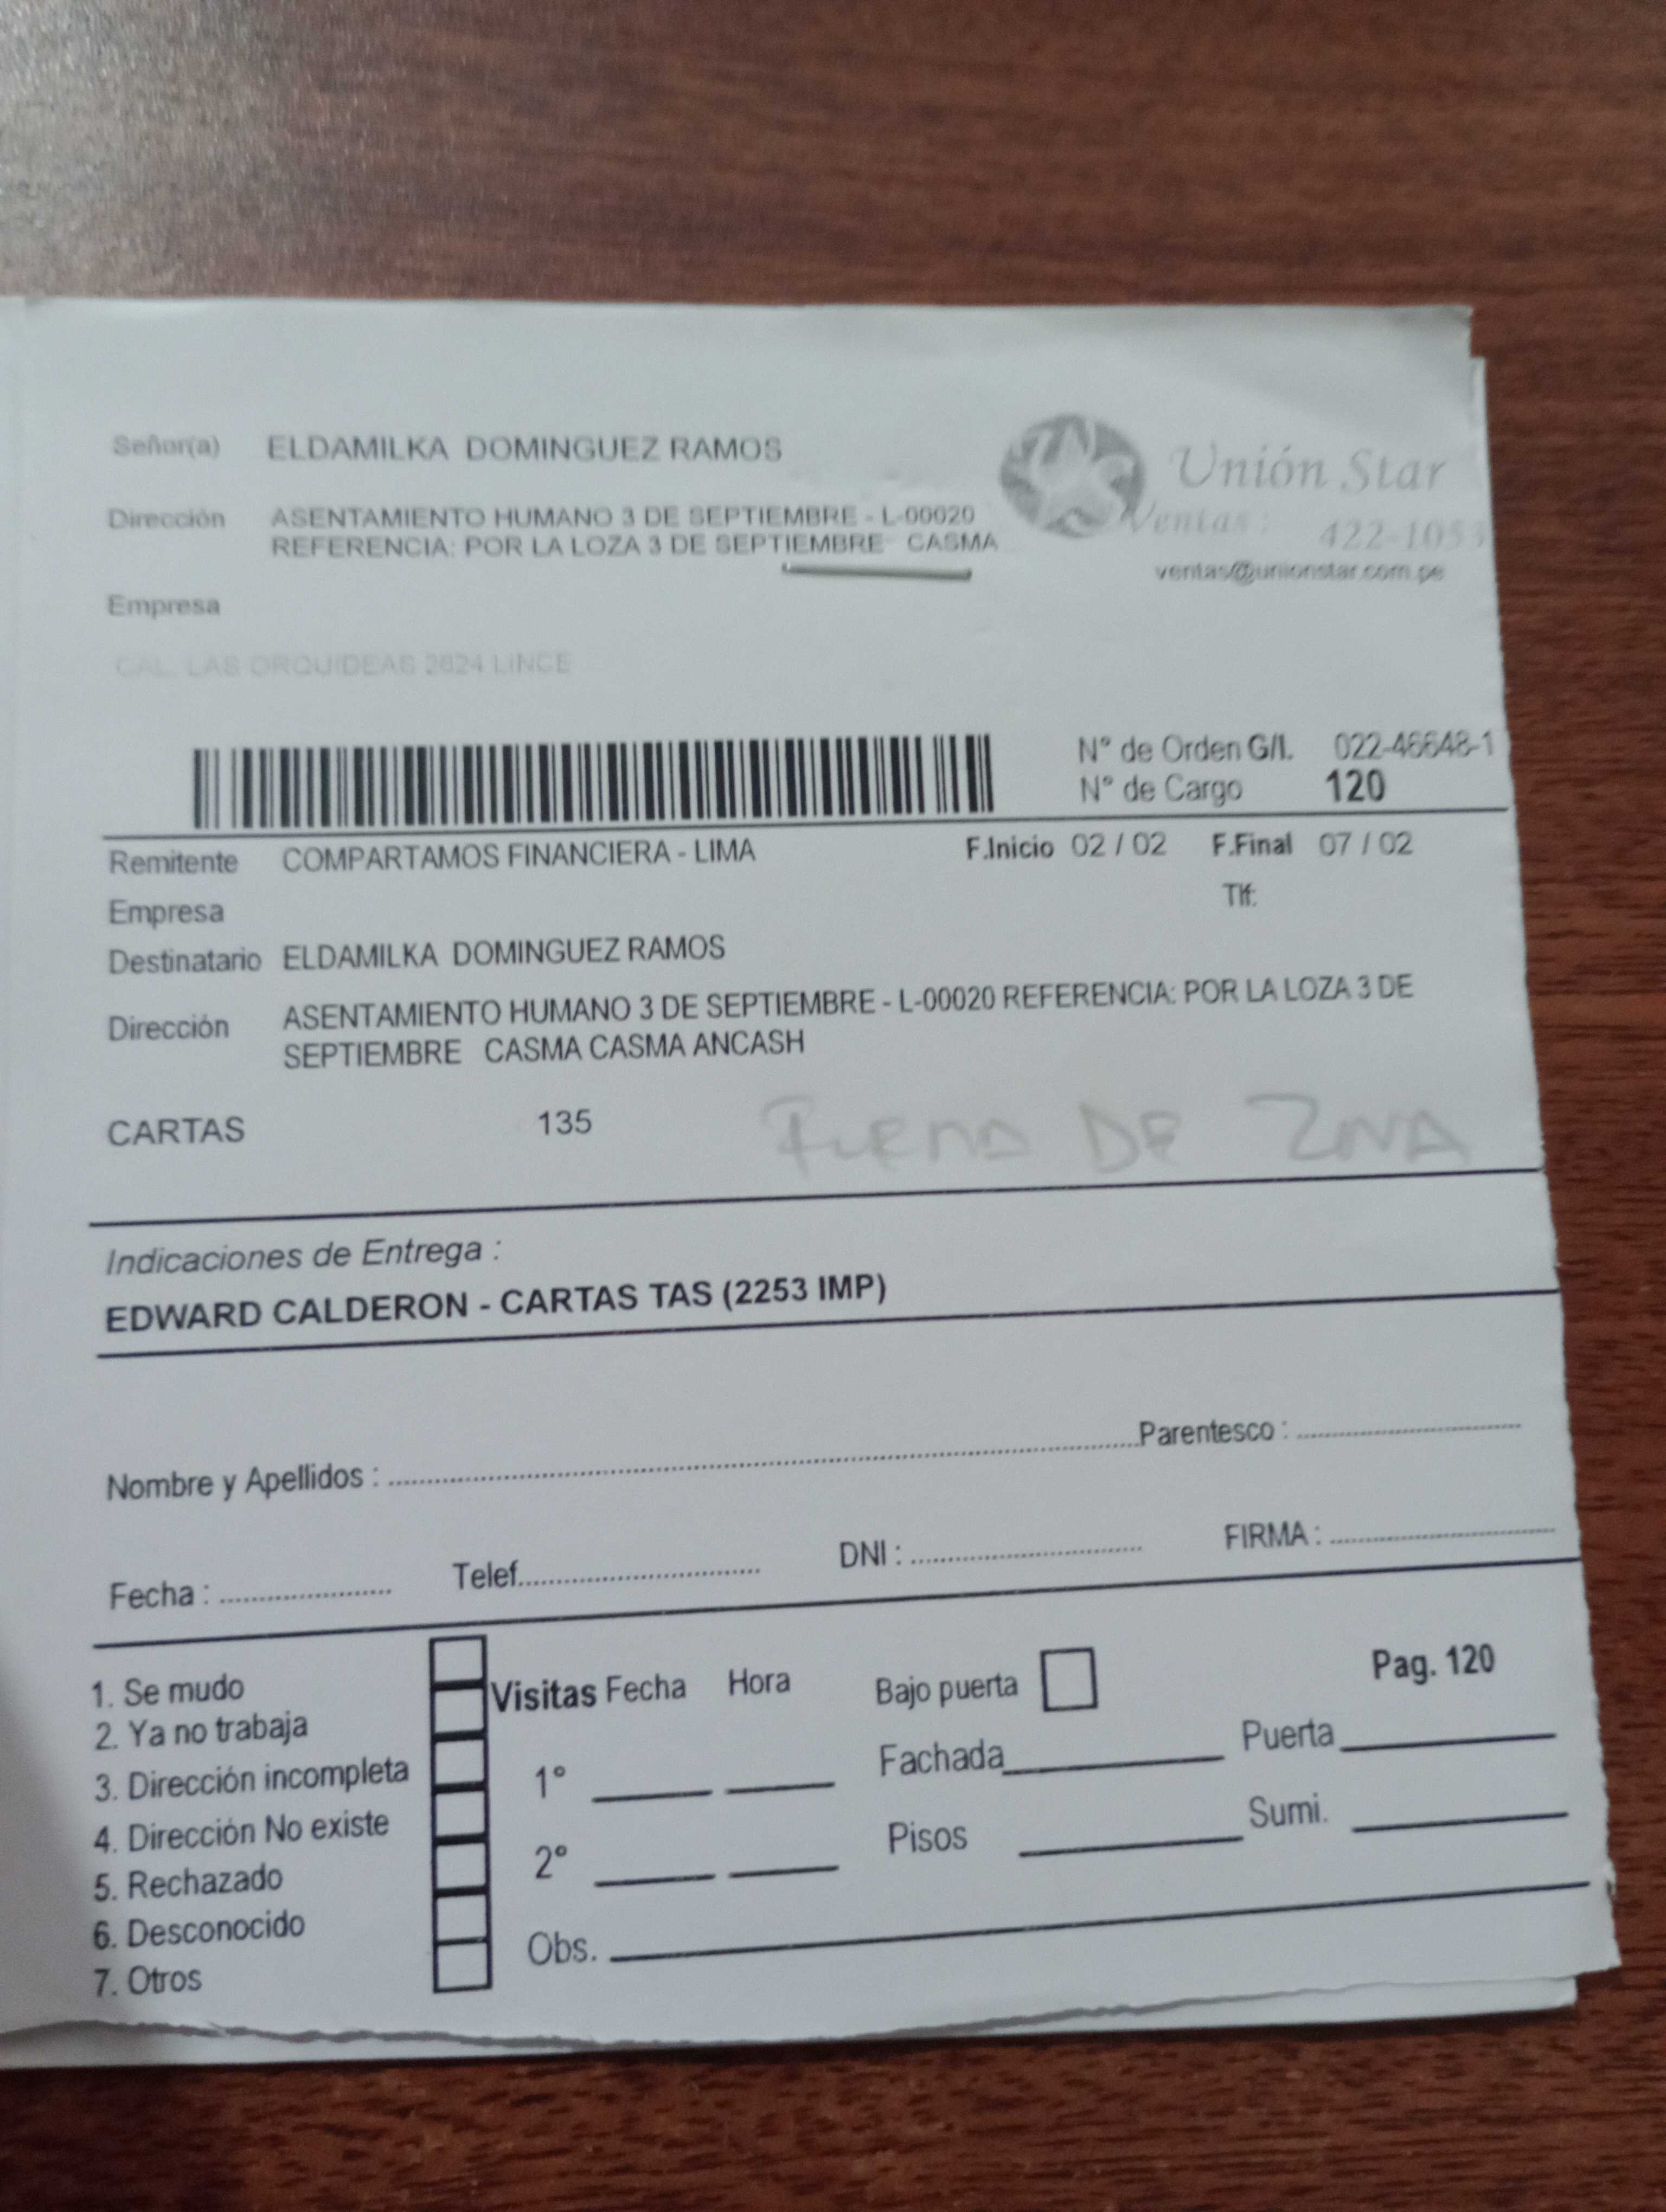 Señor(a) ELDAMILKA DOMINGUEZ RAMOS
Unión Star
Dirección ASENTAMIENTO HUMANO 3 DE SEPTIEMBRE - L-00020
REFERENCIA: POR LA LOZA 3 DE SEPTIEMBRE CASMA
Ventas: 422-1053
ventas@unionstar.com.pe
Empresa
CAL. LAS ORQUIDEAS 2624 LINCE
N° de Orden G/I. 022-46648-1
N° de Cargo 120
Remitente COMPARTAMOS FINANCIERA - LIMA F.Inicio 02 / 02 F.Final 07 / 02
Empresa Tlf:
Destinatario ELDAMILKA DOMINGUEZ RAMOS
Dirección ASENTAMIENTO HUMANO 3 DE SEPTIEMBRE - L-00020 REFERENCIA: POR LA LOZA 3 DE
SEPTIEMBRE CASMA CASMA ANCASH
CARTAS 135 DE
Indicaciones de Entrega :
EDWARD CALDERON - CARTAS TAS (2253 IMP)
Nombre y Apellidos : Parentesco :
Fecha : Telef. DNI : FIRMA :
1. Se mudo
2. Ya no trabaja
3. Dirección incompleta
4. Dirección No existe
5. Rechazado
6. Desconocido
7. Otros
Visitas Fecha Hora
1°
2°
Obs.
Bajo puerta
Pag. 120
Fachada Puerta
Pisos Sumi.